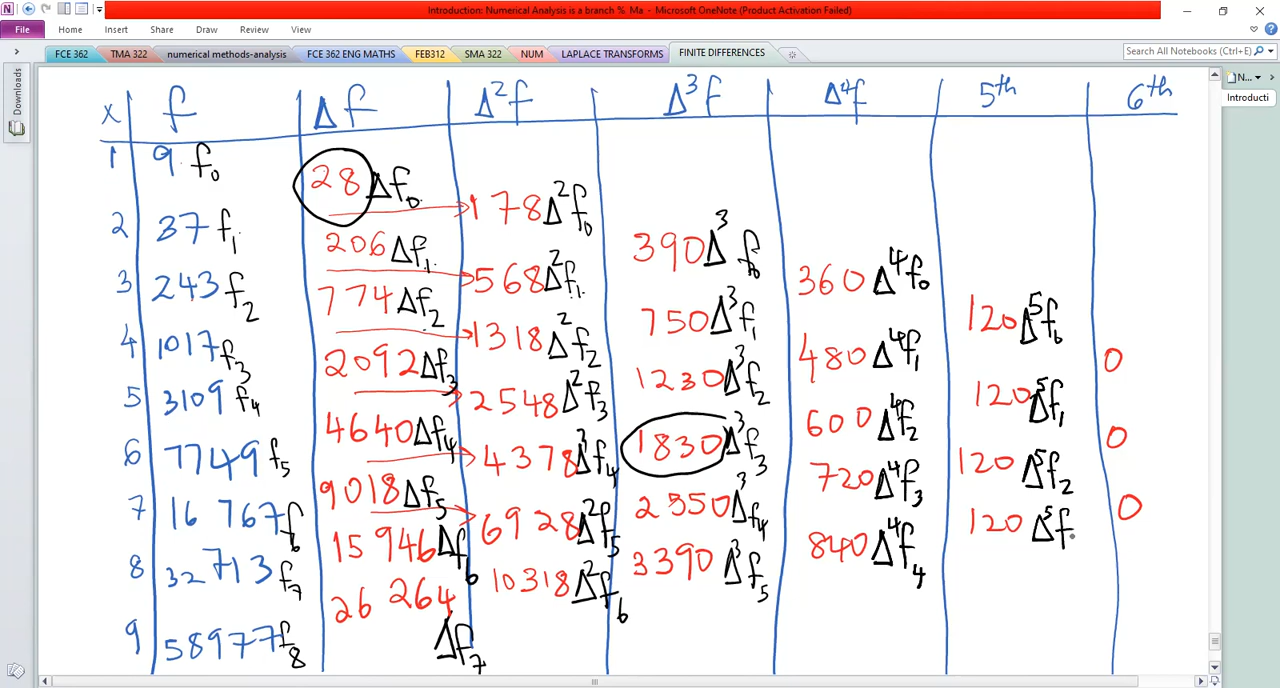 Introduction: Numerical Analysis is a branch % Ma - Microsoft OneNote (Product Activation Failed)
File Home Insert Share Draw Review View
FCE 362 TMA 322 numerical methods-analysis FCE 362 ENG MATHS FEB312 SMA 322 NUM LAPLACE TRANSFORMS FINITE DIFFERENCES Search All Notebooks (Ctrl+E)
Downloads
N...
Introducti
x f Δf Δ²f Δ³f Δ⁴f 5th 6th
1 9 f₀
28 Δf₀
178 Δ²f₀
2 37 f₁
206 Δf₁
390 Δ³f₀
3 243 f₂
568 Δ²f₁
360 Δ⁴f₀
774 Δf₂
750 Δ³f₁
120 Δ⁵f₀
4 1017 f₃
1318 Δ²f₂
480 Δ⁴f₁
0
2092 Δf₃
1230 Δ³f₂
120 Δ⁵f₁
5 3109 f₄
2548 Δ²f₃
600 Δ⁴f₂
0
4640 Δf₄
1830 Δ³f₃
120 Δ⁵f₂
6 7749 f₅
4378 Δ³f₄
720 Δ⁴f₃
0
9018 Δf₅
2550 Δ³f₄
120 Δ⁵f
7 16 767 f₆
6928 Δ²f₅
840 Δ⁴f₄
15 946 Δf₆
3390 Δ³f₅
8 32 713 f₇
10318 Δ²f₆
26 264 Δf₇
9 58977 f₈